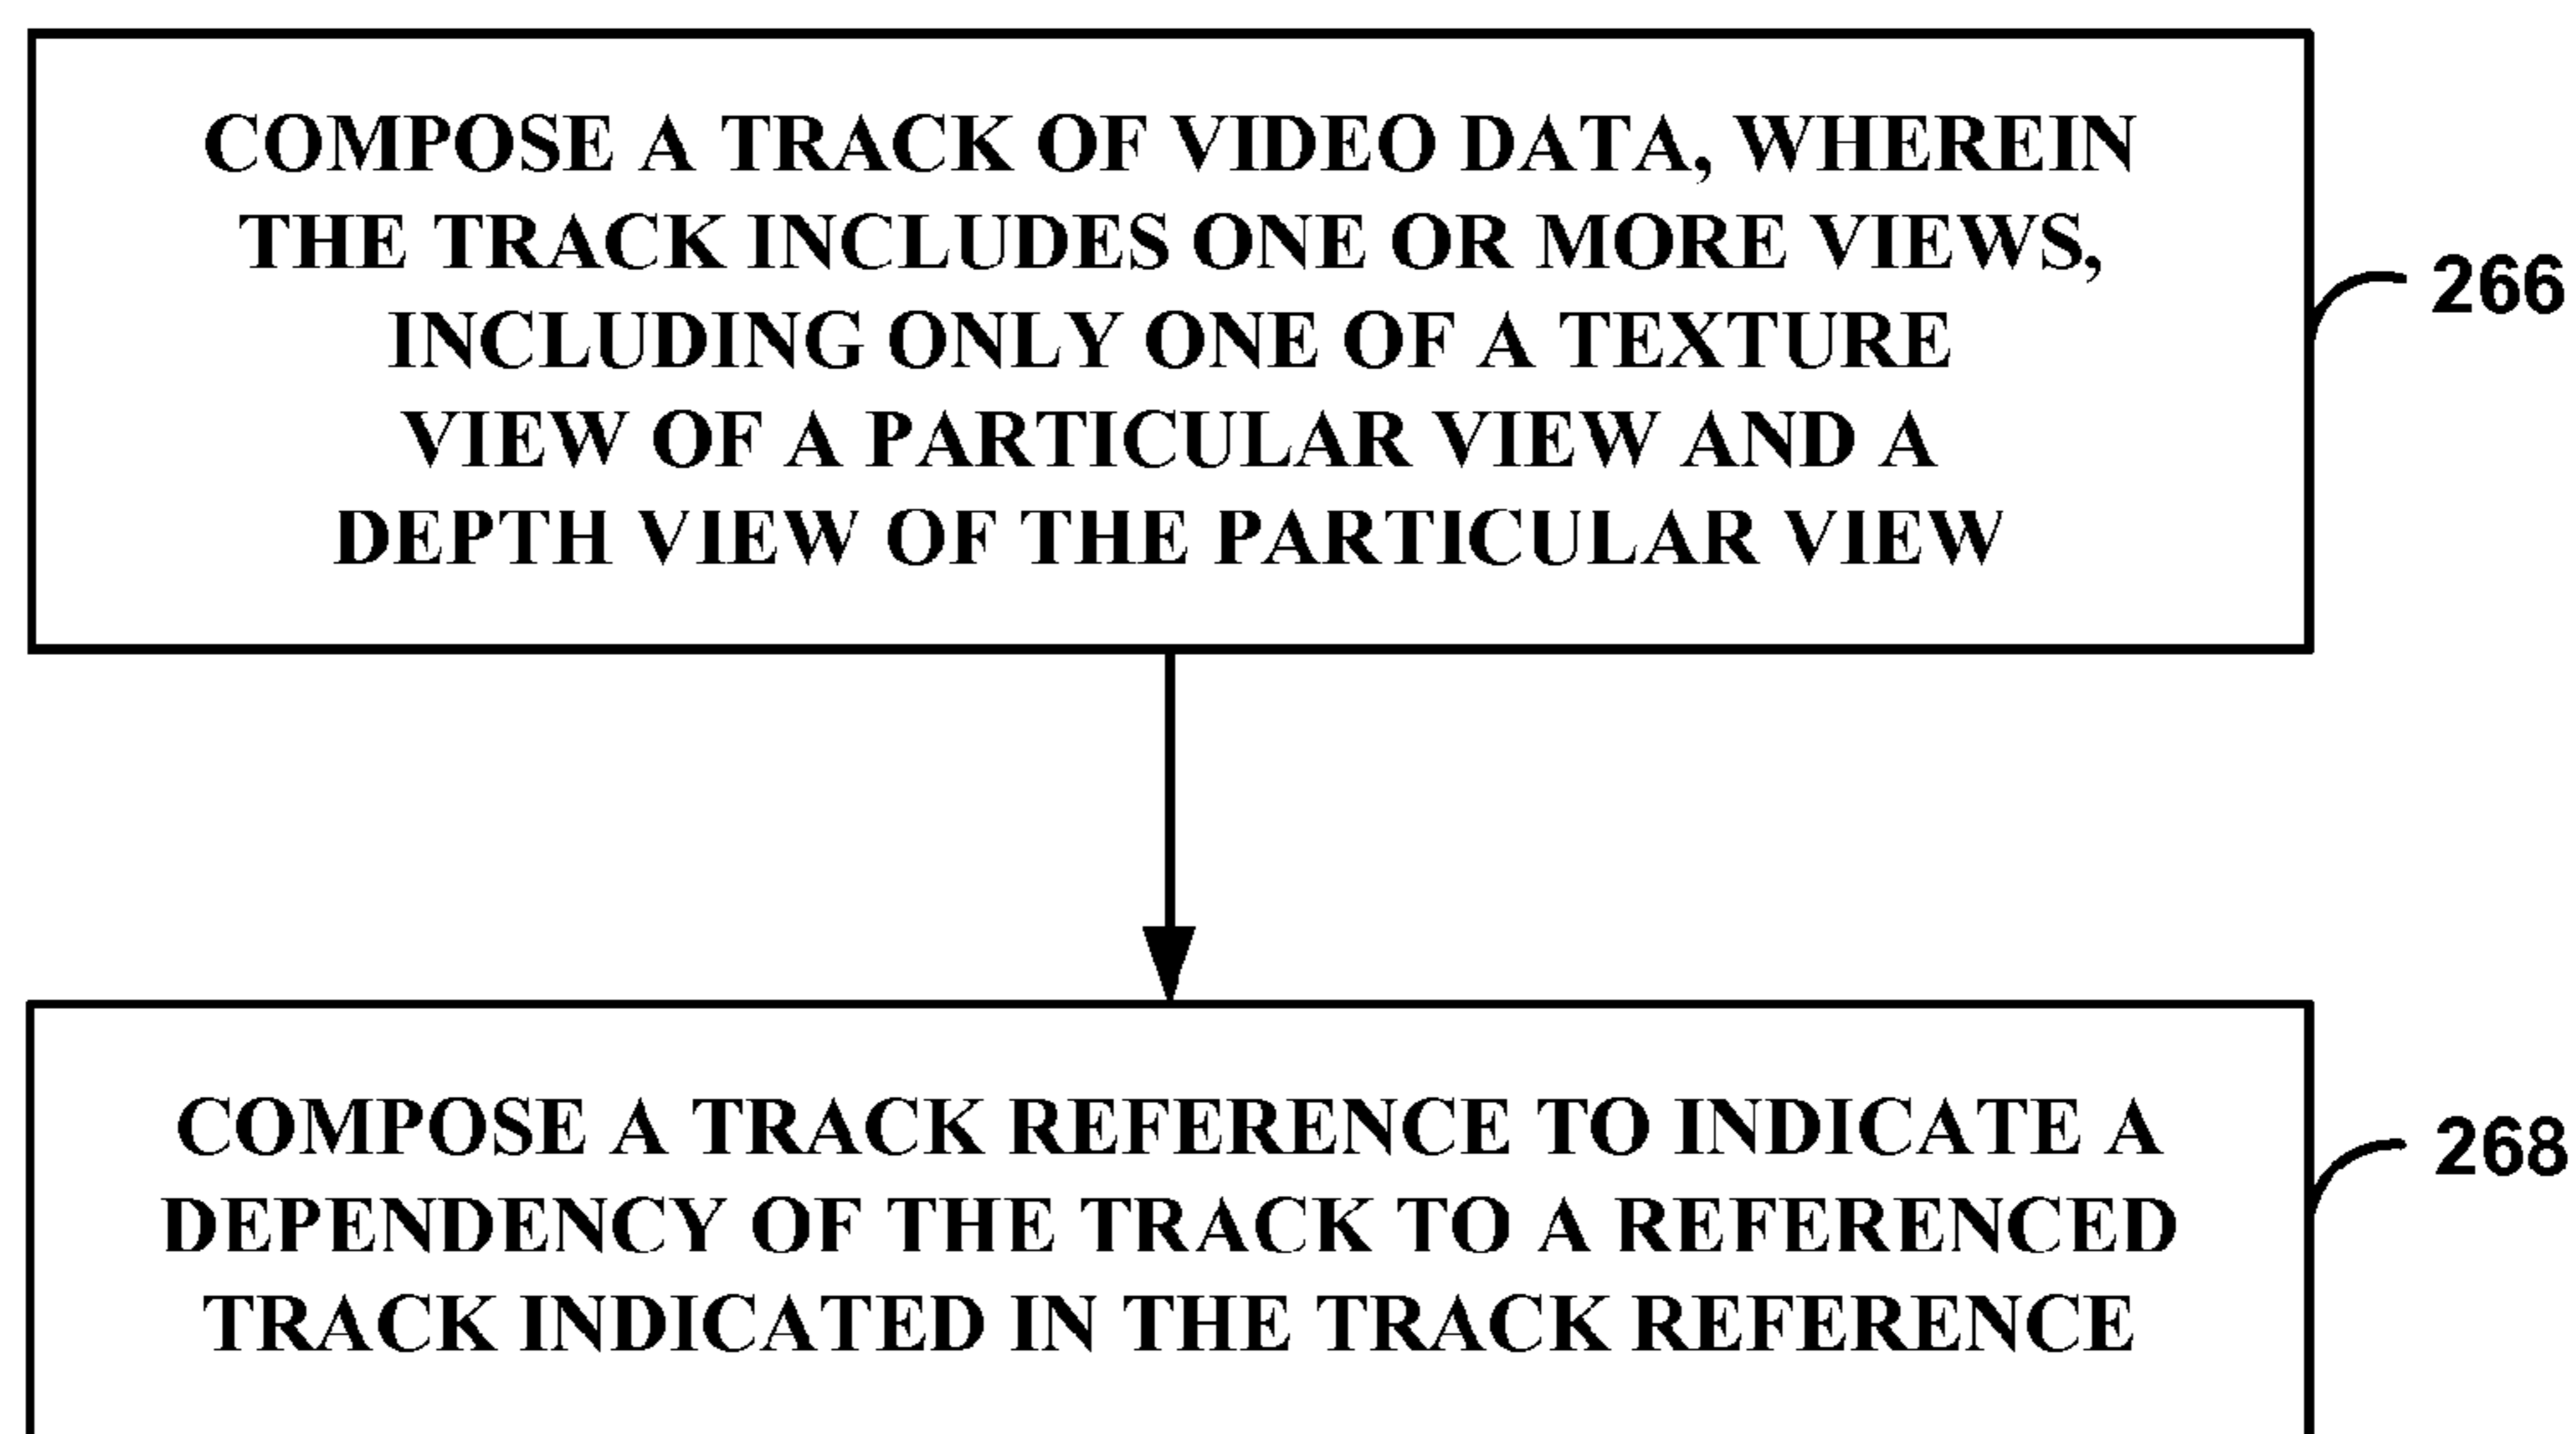 COMPOSE A TRACK OF VIDEO DATA, WHEREIN
THE TRACK INCLUDES ONE OR MORE VIEWS,
INCLUDING ONLY ONE OF A TEXTURE
VIEW OF A PARTICULAR VIEW AND A
DEPTH VIEW OF THE PARTICULAR VIEW
266
COMPOSE A TRACK REFERENCE TO INDICATE A
DEPENDENCY OF THE TRACK TO A REFERENCED
TRACK INDICATED IN THE TRACK REFERENCE
268